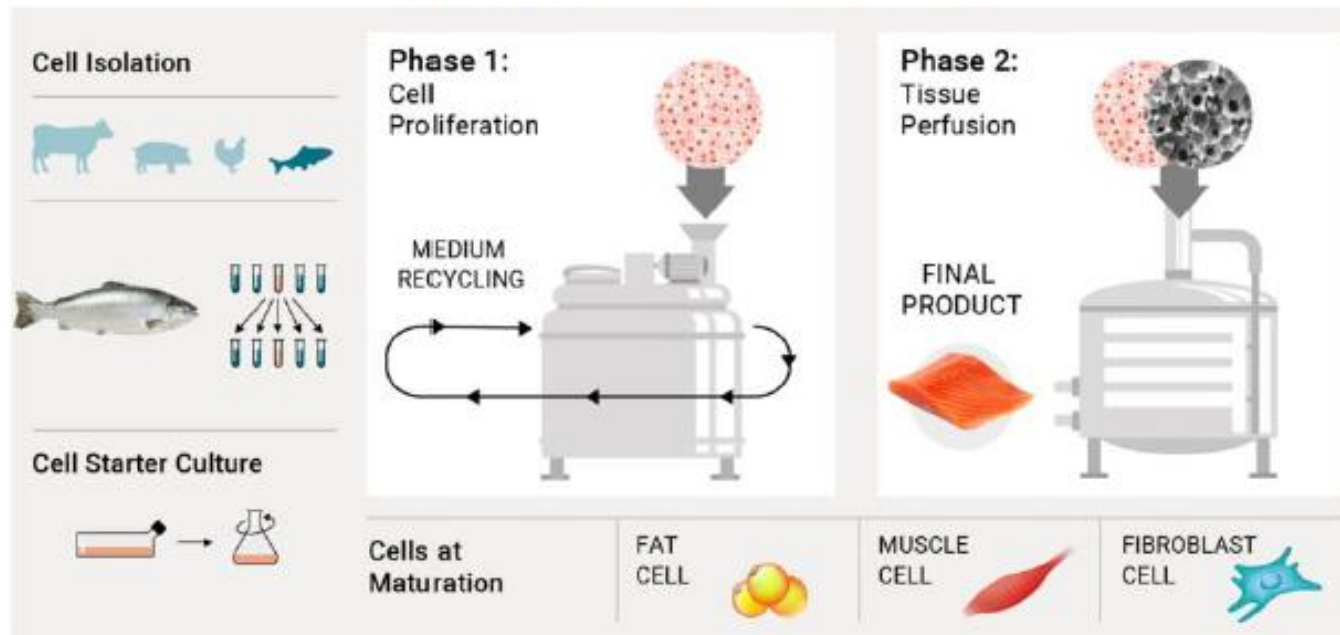 Cell Isolation
Cell Starter Culture
Phase 1:
Cell
Proliferation
MEDIUM
RECYCLING
Phase 2:
Tissue
Perfusion
FINAL
PRODUCT
Cells at
Maturation
FAT
CELL
MUSCLE
CELL
FIBROBLAST
CELL